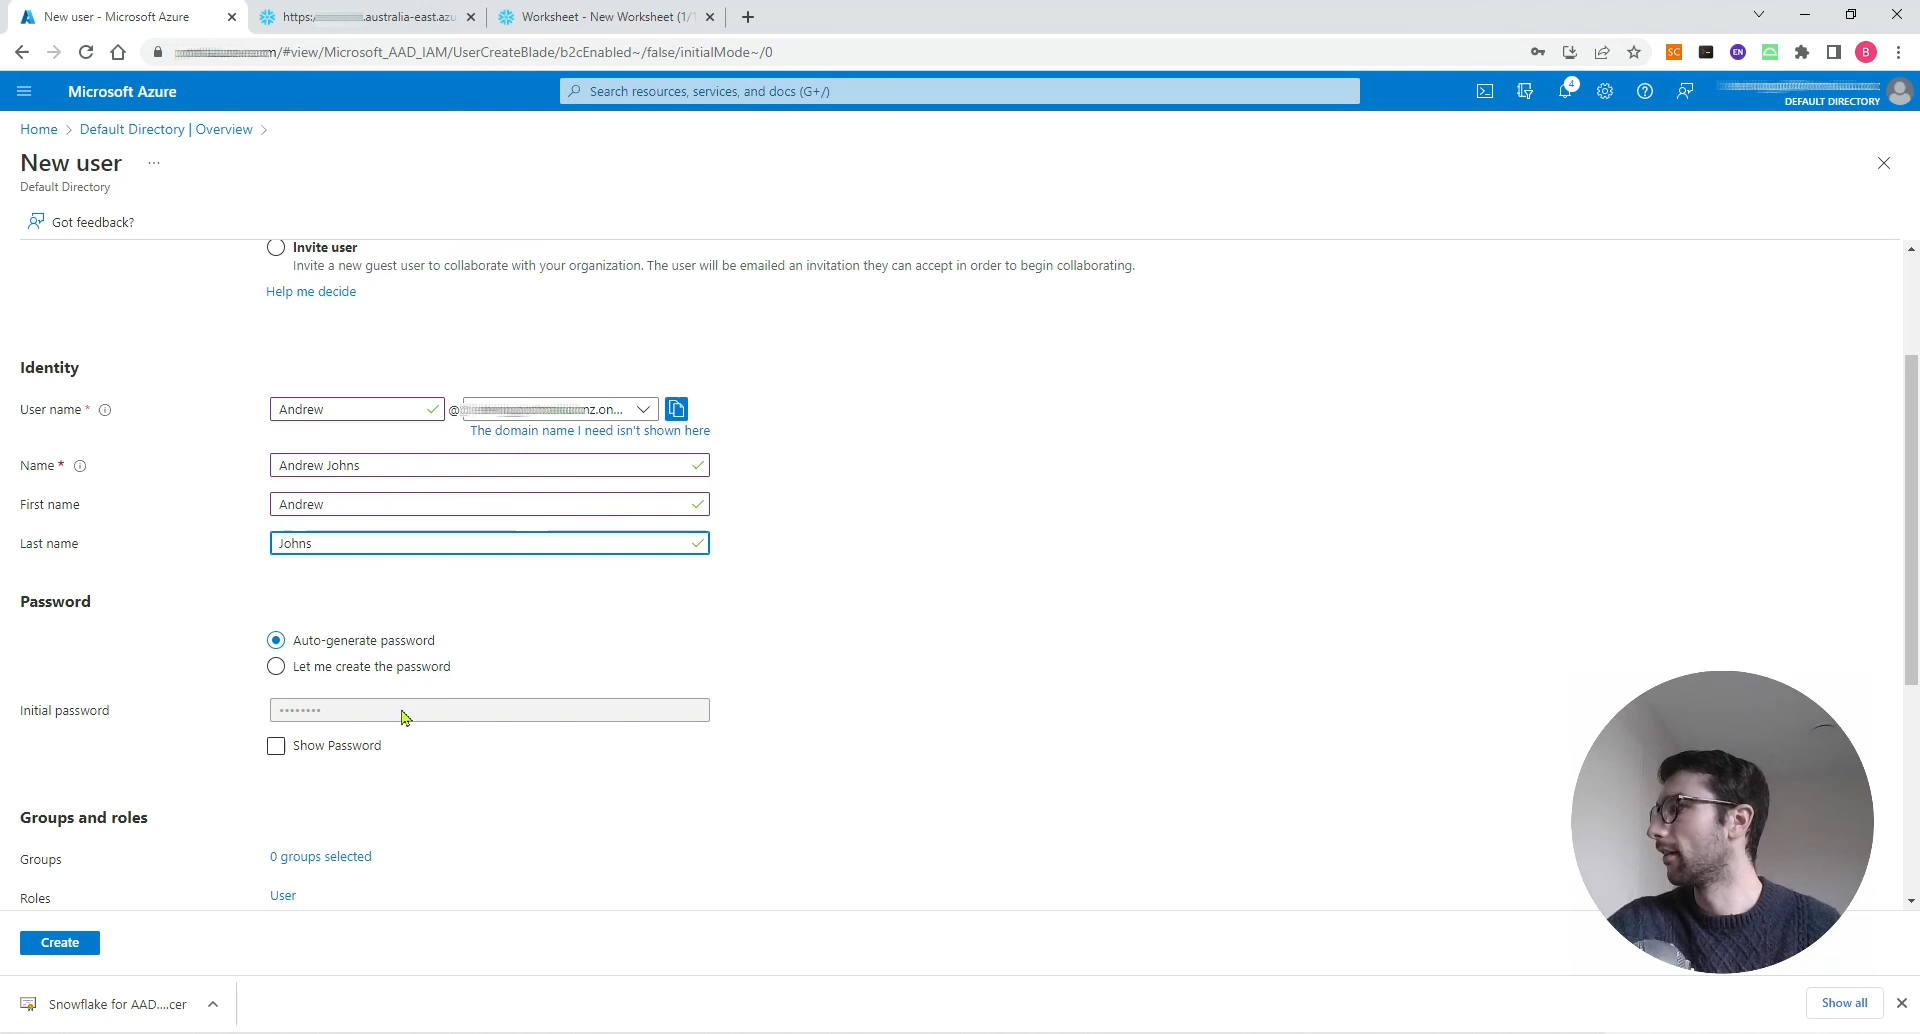 New user - Microsoft Azure
https:/
.australia-east.azu
Worksheet - New Worksheet (1/1
/#view/Microsoft_AAD_IAM/UserCreateBlade/b2cEnabled~/false/initialMode~/0
SC
EN
B
Microsoft Azure
Search resources, services, and docs (G+/)
4
DEFAULT DIRECTORY
Home > Default Directory | Overview >
New user ...
Default Directory
Got feedback?
Invite user
Invite a new guest user to collaborate with your organization. The user will be emailed an invitation they can accept in order to begin collaborating.
Help me decide
Identity
User name * Andrew @ nz.on...
The domain name I need isn't shown here
Name * Andrew Johns
First name Andrew
Last name Johns
Password
Auto-generate password
Let me create the password
Initial password ••••••••
Show Password
Groups and roles
Groups 0 groups selected
Roles User
Create
Snowflake for AAD....cer
Show all